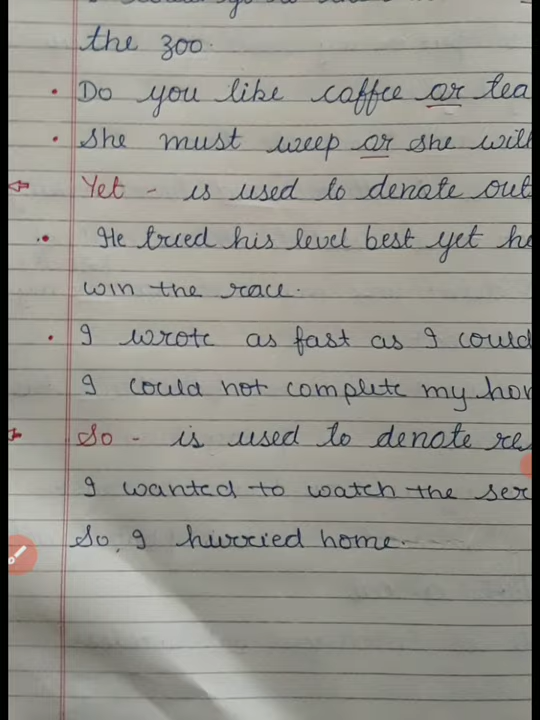 the zoo.
• Do you like coffee or tea
• She must weep or she will
Yet - is used to denote out
• He tried his level best yet he
win the race.
• I wrote as fast as I could
I could not complete my hor
So - is used to denote re
I wanted to watch the ser
So, I hurried home.